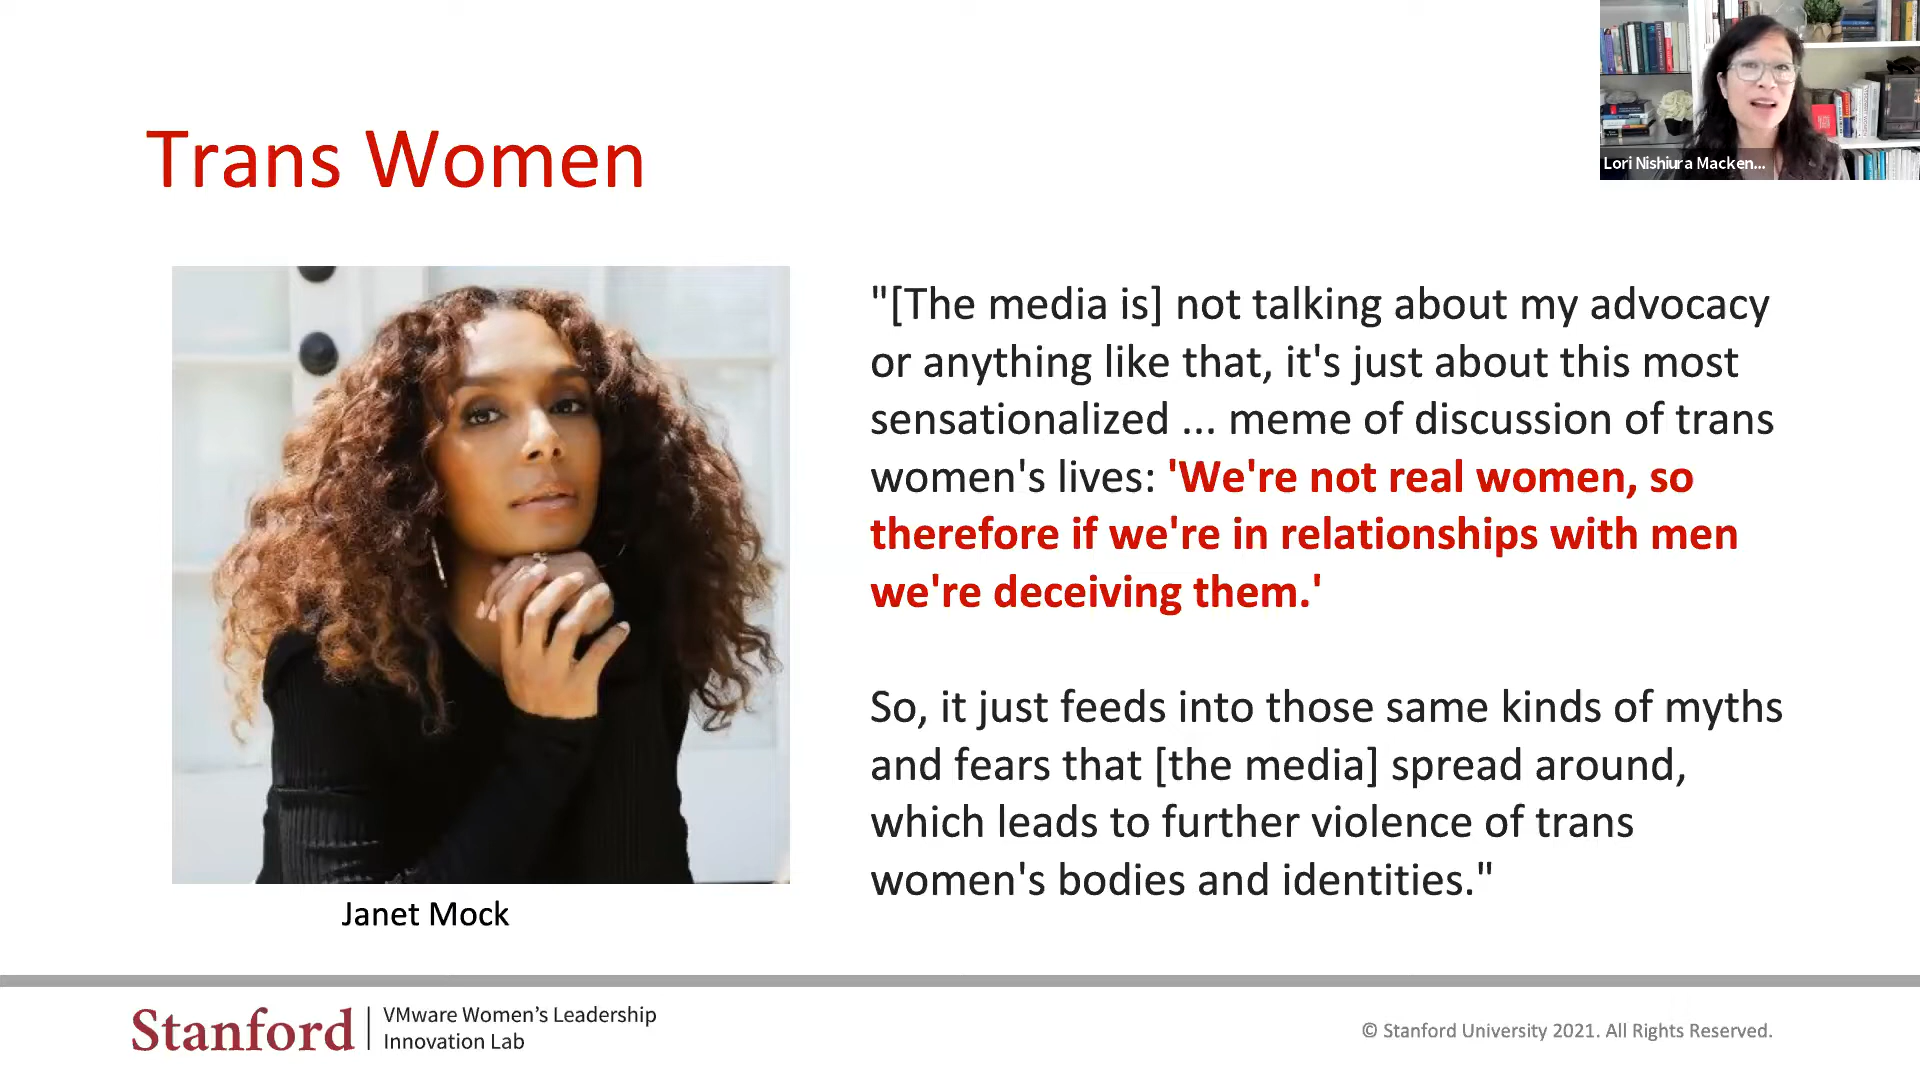 Lori Nishiura Macken...
Trans Women
"[The media is] not talking about my advocacy
or anything like that, it's just about this most
sensationalized ... meme of discussion of trans
women's lives: 'We're not real women, so
therefore if we're in relationships with men
we're deceiving them.'
So, it just feeds into those same kinds of myths
and fears that [the media] spread around,
which leads to further violence of trans
women's bodies and identities."
Janet Mock
Stanford
VMware Women's Leadership
Innovation Lab
© Stanford University 2021. All Rights Reserved.